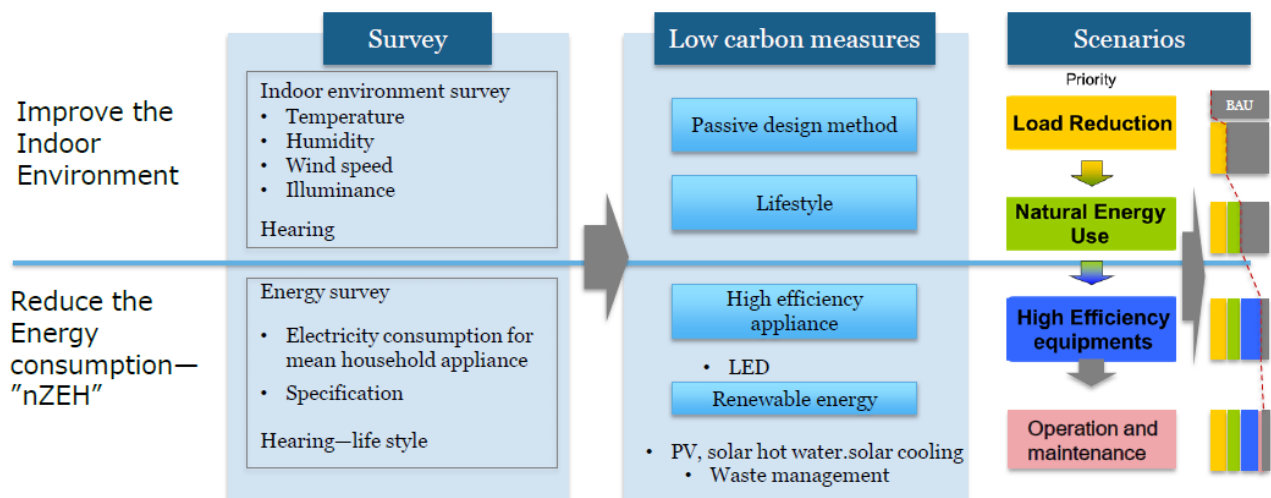 Survey
Low carbon measures
Scenarios
Improve the
Indoor
Environment
Reduce the
Energy
consumption—
”nZEH”
Indoor environment survey
• Temperature
• Humidity
• Wind speed
• Illuminance
Hearing
Energy survey
• Electricity consumption for
mean household appliance
• Specification
Hearing—life style
Passive design method
Lifestyle
High efficiency
appliance
• LED
Renewable energy
• PV, solar hot water.solar cooling
• Waste management
Priority
Load Reduction
Natural Energy
Use
High Efficiency
equipments
Operation and
maintenance
BAU